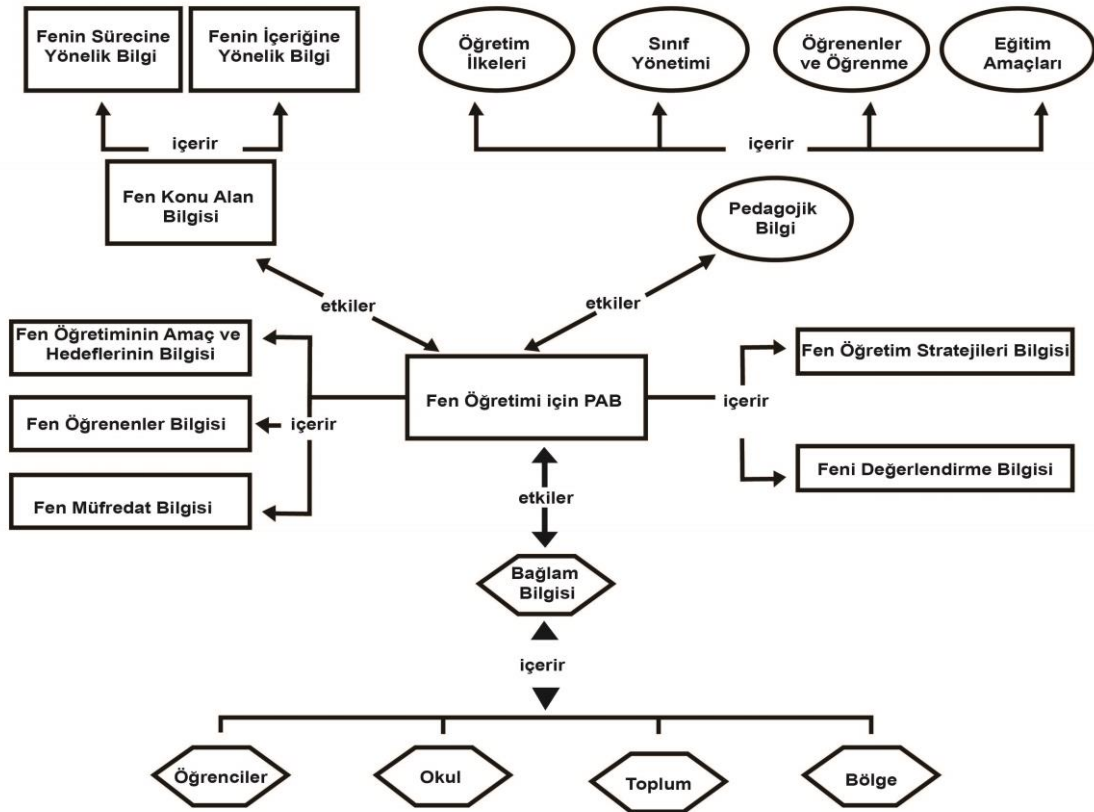 Fenin Sürecine
Yönelik Bilgi
Fenin İçeriğine
Yönelik Bilgi
Öğretim
İlkeleri
Sınıf
Yönetimi
Öğrenenler
ve Öğrenme
Eğitim
Amaçları
içerir
içerir
Fen Konu Alan
Bilgisi
Pedagojik
Bilgi
etkiler
etkiler
Fen Öğretiminin Amaç ve
Hedeflerinin Bilgisi
Fen Öğrenenler Bilgisi
Fen Müfredat Bilgisi
içerir
Fen Öğretimi için PAB
içerir
Fen Öğretim Stratejileri Bilgisi
Feni Değerlendirme Bilgisi
etkiler
Bağlam
Bilgisi
içerir
Öğrenciler
Okul
Toplum
Bölge